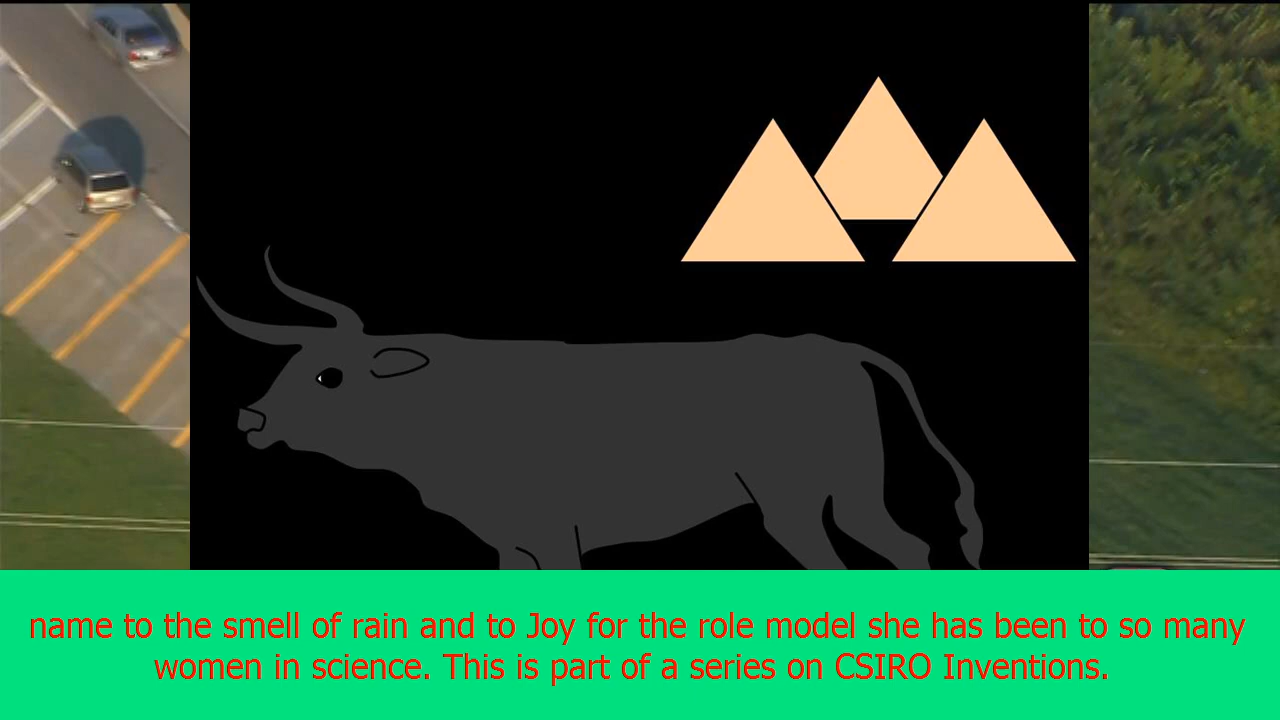 name to the smell of rain and to Joy for the role model she has been to so many
women in science. This is part of a series on CSIRO Inventions.